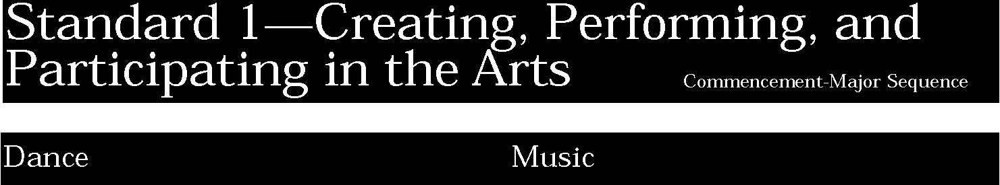 Standard 1—Creating, Performing, and
Participating in the Arts
Commencement-Major Sequence
Dance
Music